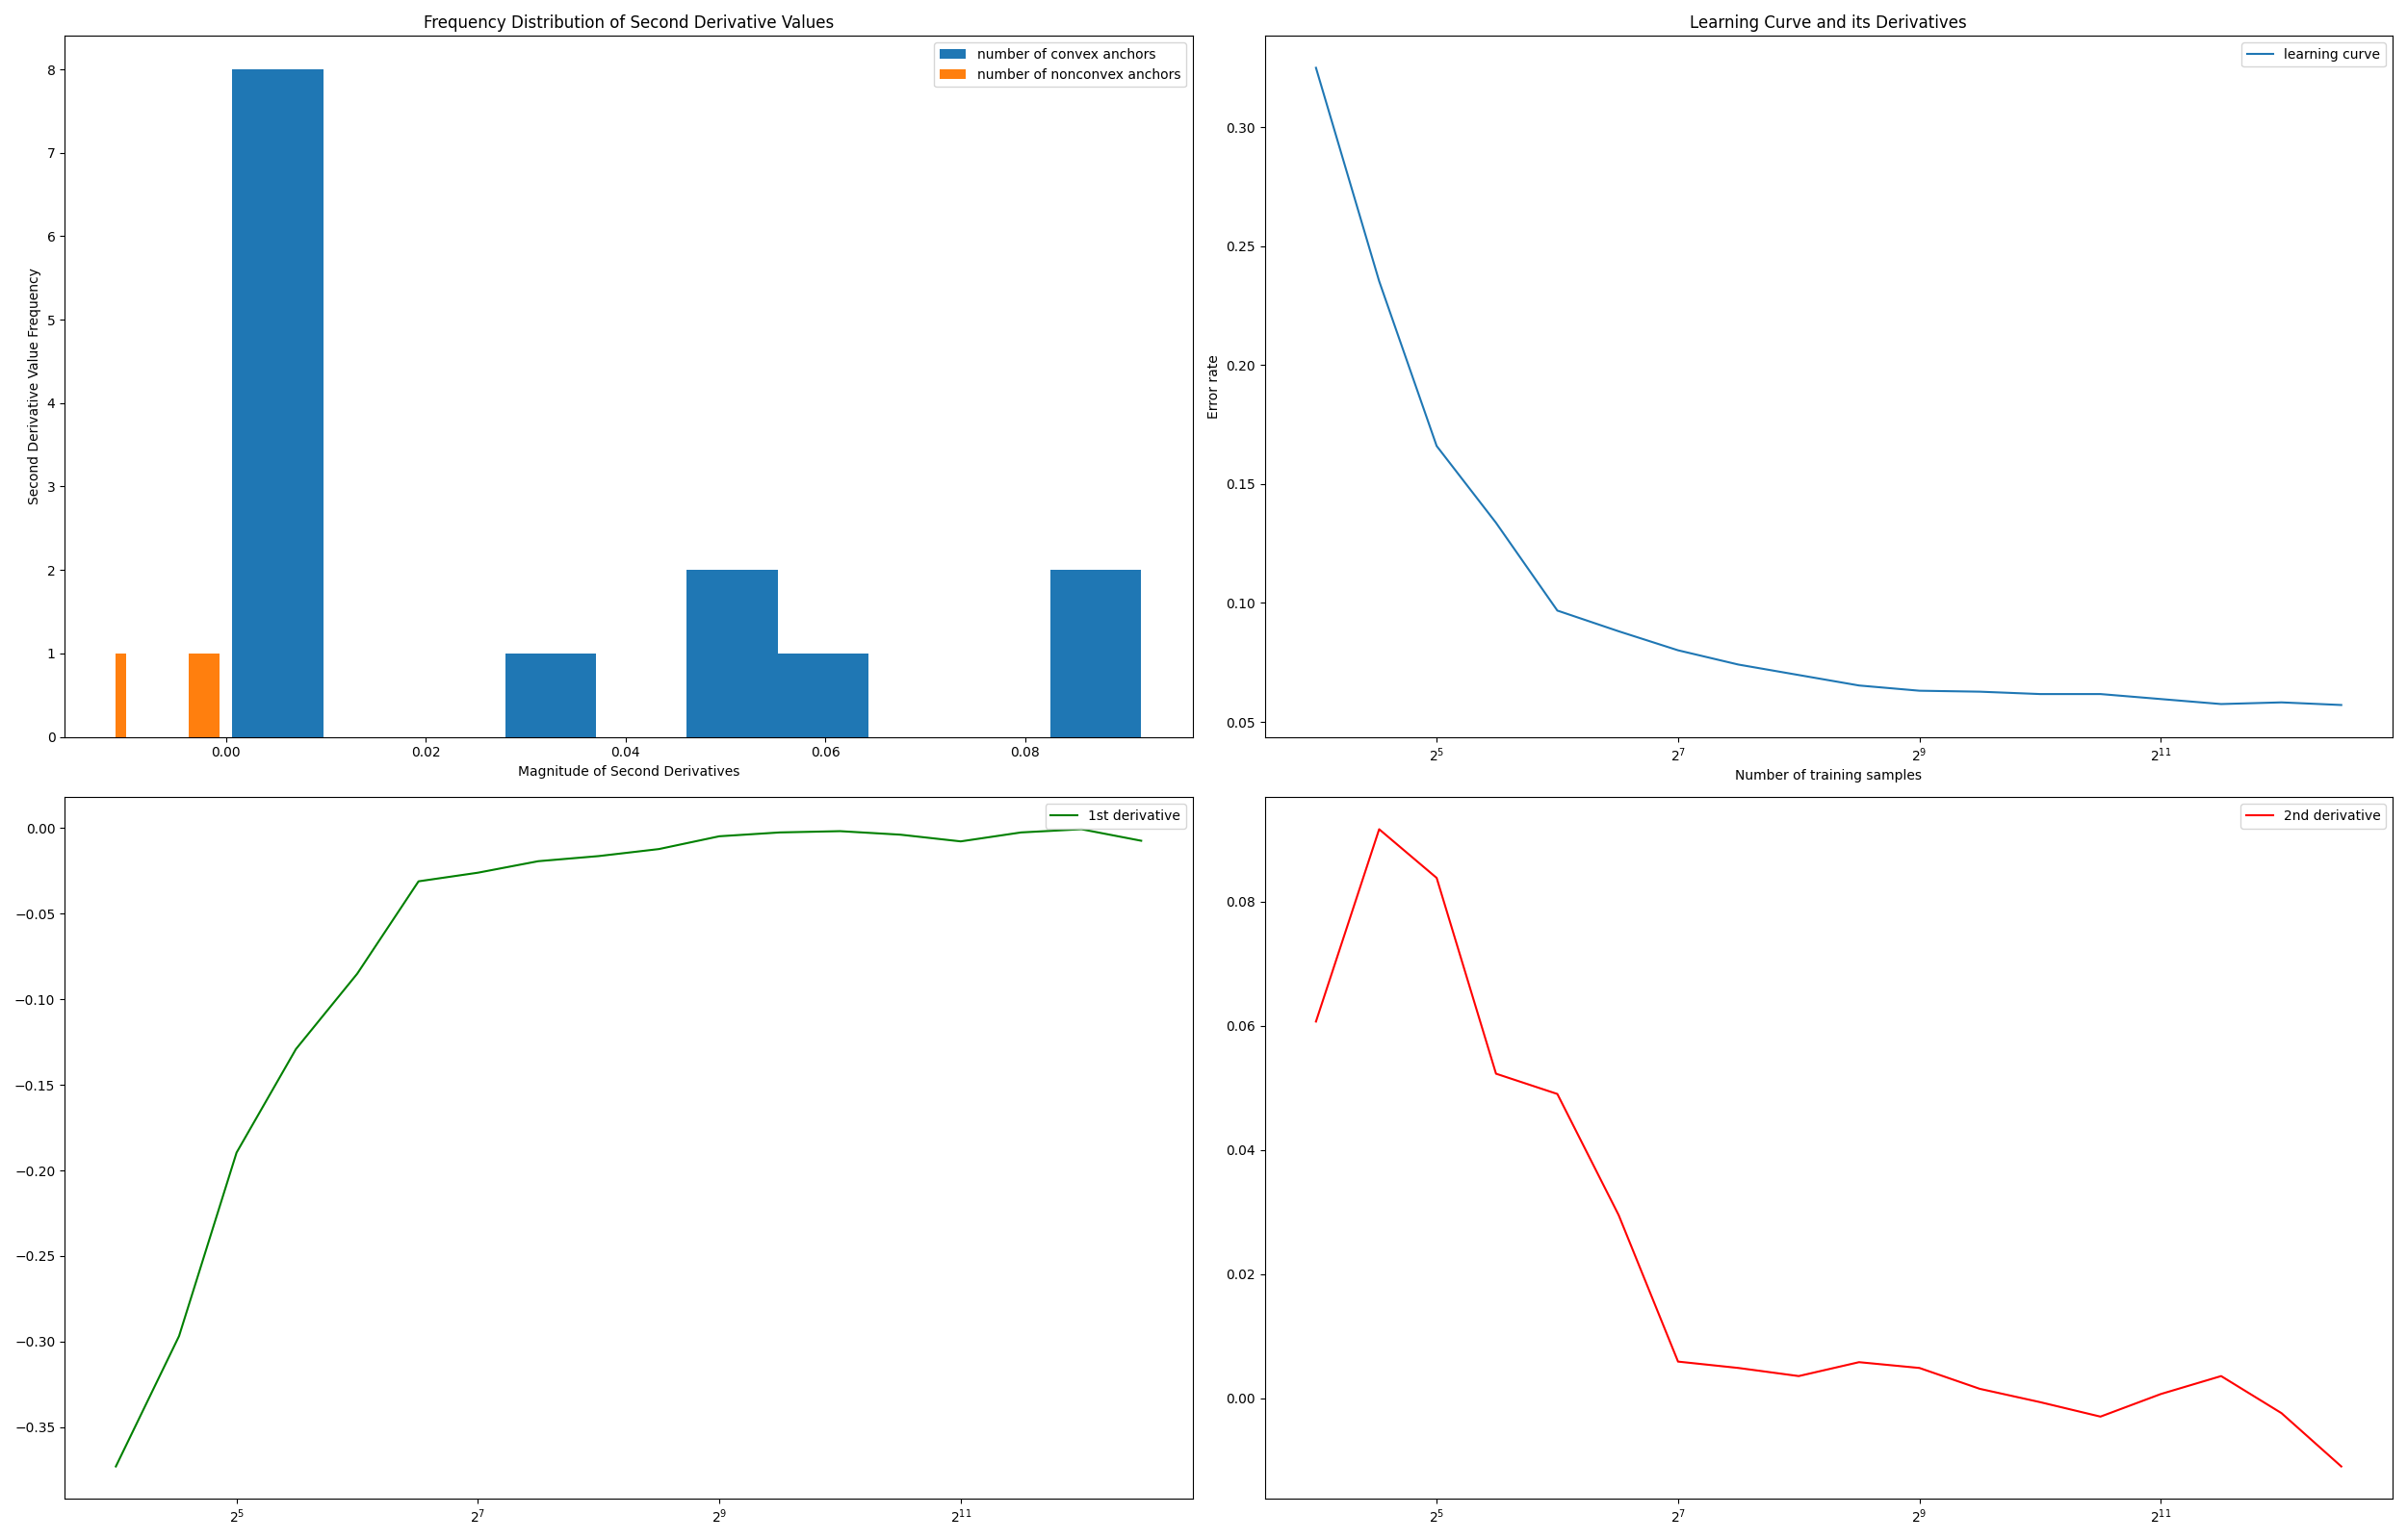 Frequency Distribution of Second Derivative Values
number of convex anchors
number of nonconvex anchors
Second Derivative Value Frequency
8
7
6
5
4
3
2
1
0
0.00 0.02 0.04 0.06 0.08
Magnitude of Second Derivatives
Learning Curve and its Derivatives
learning curve
Error rate
0.30
0.25
0.20
0.15
0.10
0.05
2^5 2^7 2^9 2^11
Number of training samples
1st derivative
0.00
−0.05
−0.10
−0.15
−0.20
−0.25
−0.30
−0.35
2^5 2^7 2^9 2^11
2nd derivative
0.08
0.06
0.04
0.02
0.00
2^5 2^7 2^9 2^11